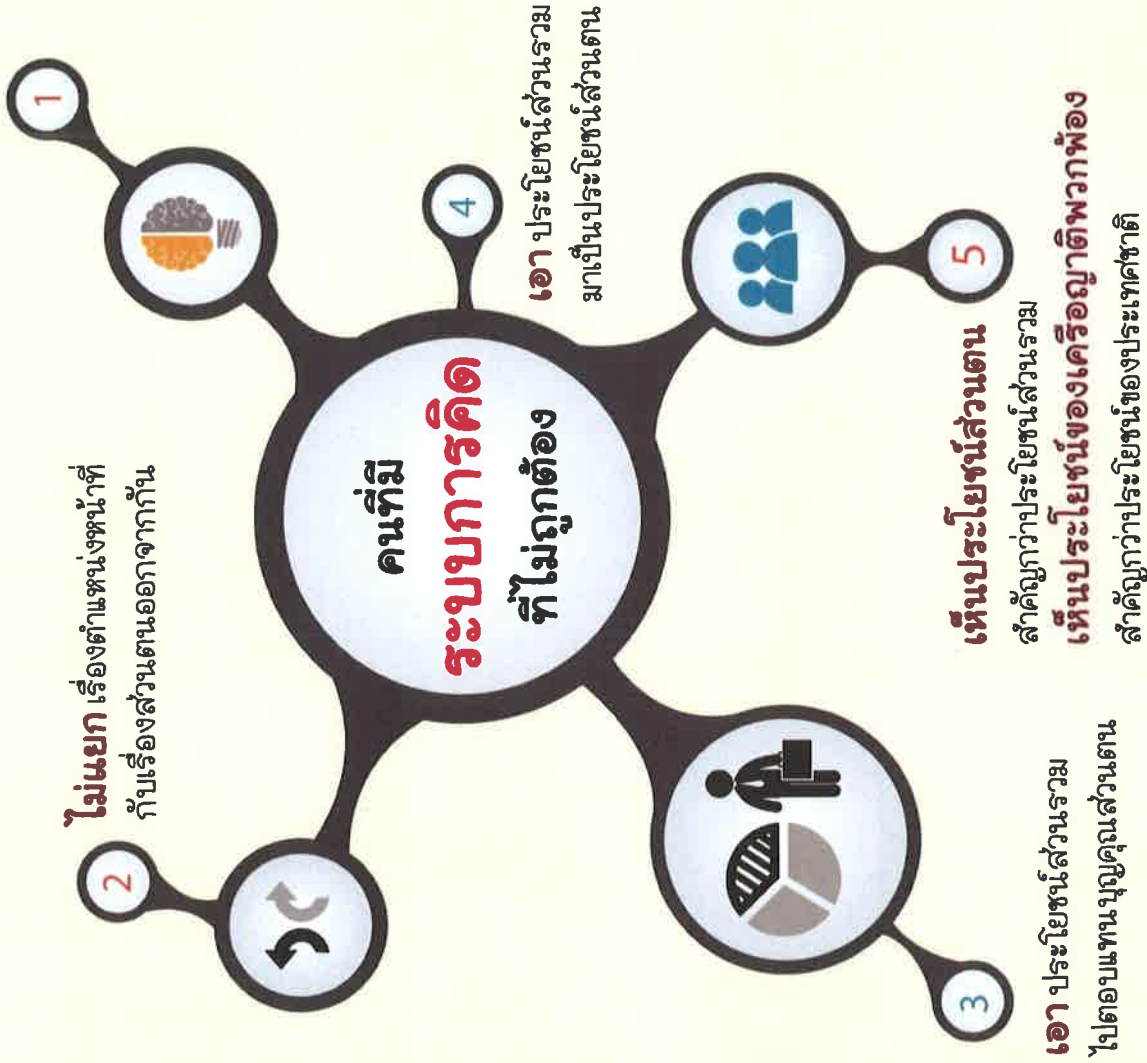 คนที่มี
ระบบการคิด
ที่ไม่ถูกต้อง
1
2
ไม่แยก เรื่องตำแหน่งหน้าที่
กับเรื่องส่วนตนออกจากกัน
3
เอา ประโยชน์ส่วนรวม
ไปตอบแทนบุญคุณส่วนตน
4
เอา ประโยชน์ส่วนรวม
มาเป็นประโยชน์ส่วนตน
5
เห็นประโยชน์ส่วนตน
สำคัญกว่าประโยชน์ส่วนรวม
เห็นประโยชน์ของเครือญาติพวกพ้อง
สำคัญกว่าประโยชน์ของประเทศชาติ